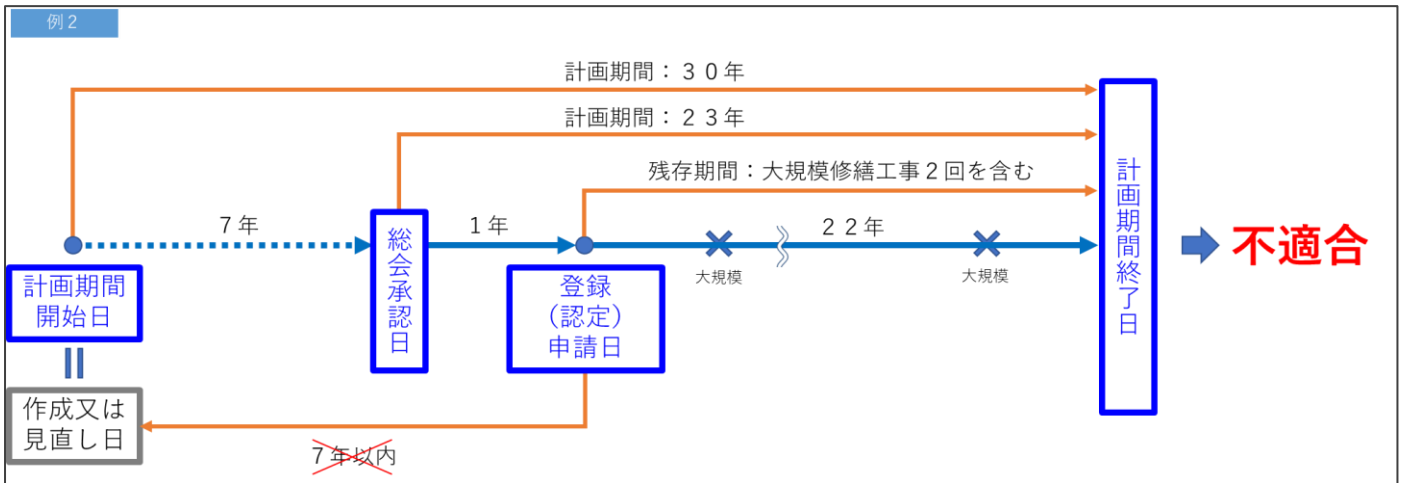 例２
計画期間：３０年
計画期間：２３年
残存期間：大規模修繕工事２回を含む
７年
総会承認日
１年
２２年
大規模
大規模
計画期間終了日
不適合
計画期間
開始日
登録
（認定）
申請日
作成又は
見直し日
７年以内